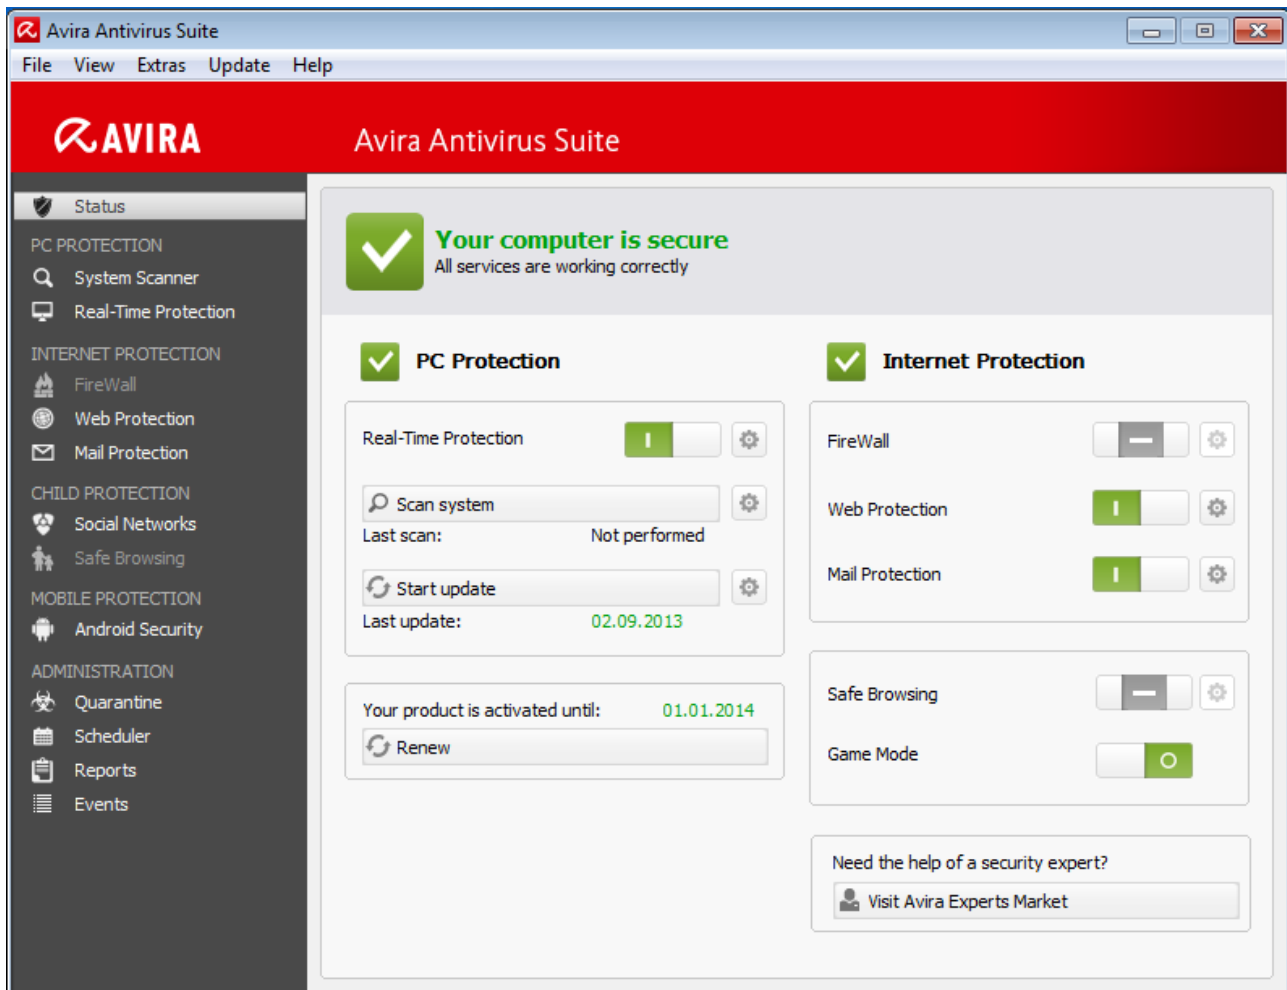 Avira Antivirus Suite
File View Extras Update Help
AVIRA
Avira Antivirus Suite
Status
PC PROTECTION
System Scanner
Real-Time Protection
INTERNET PROTECTION
FireWall
Web Protection
Mail Protection
CHILD PROTECTION
Social Networks
Safe Browsing
MOBILE PROTECTION
Android Security
ADMINISTRATION
Quarantine
Scheduler
Reports
Events
Your computer is secure
All services are working correctly
PC Protection
Real-Time Protection
Scan system
Last scan: Not performed
Start update
Last update: 02.09.2013
Your product is activated until: 01.01.2014
Renew
Internet Protection
FireWall
Web Protection
Mail Protection
Safe Browsing
Game Mode
Need the help of a security expert?
Visit Avira Experts Market